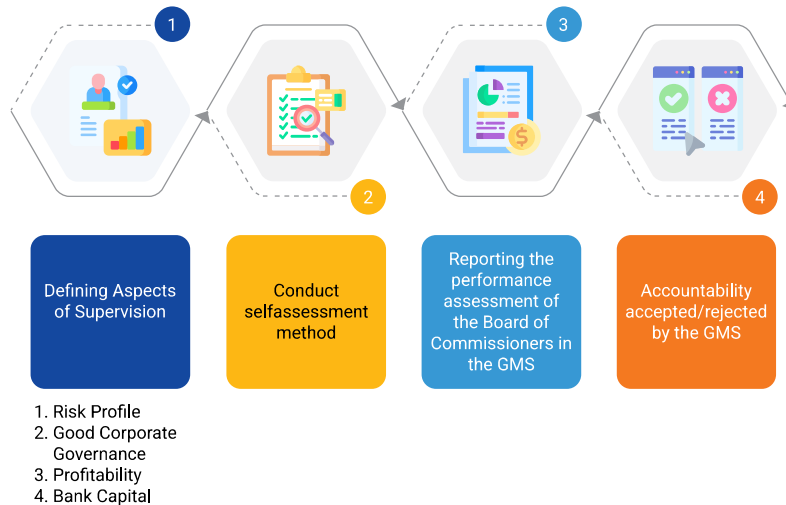 1
3
2
4
Defining Aspects
of Supervision
Conduct
selfassessment
method
Reporting the
performance
assessment of
the Board of
Commissioners in
the GMS
Accountability
accepted/rejected
by the GMS
1. Risk Profile
2. Good Corporate
Governance
3. Profitability
4. Bank Capital